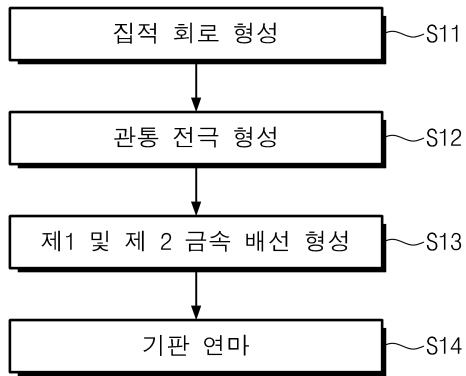 집적 회로 형성 S11
관통 전극 형성 S12
제1 및 제 2 금속 배선 형성 S13
기판 연마 S14